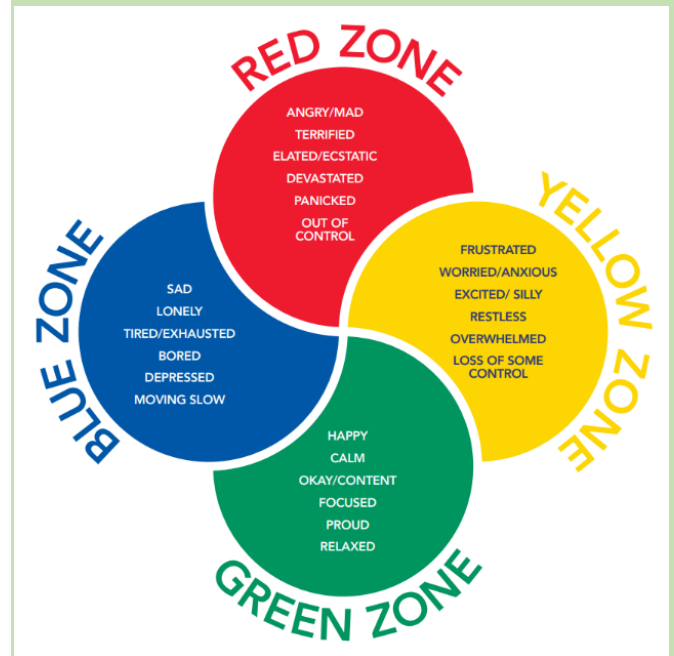 RED ZONE
ANGRY/MAD
TERRIFIED
ELATED/ECSTATIC
DEVASTATED
PANICKED
OUT OF
CONTROL
BLUE ZONE
SAD
LONELY
TIRED/EXHAUSTED
BORED
DEPRESSED
MOVING SLOW
YELLOW ZONE
FRUSTRATED
WORRIED/ANXIOUS
EXCITED/ SILLY
RESTLESS
OVERWHELMED
LOSS OF SOME
CONTROL
HAPPY
CALM
OKAY/CONTENT
FOCUSED
PROUD
RELAXED
GREEN ZONE